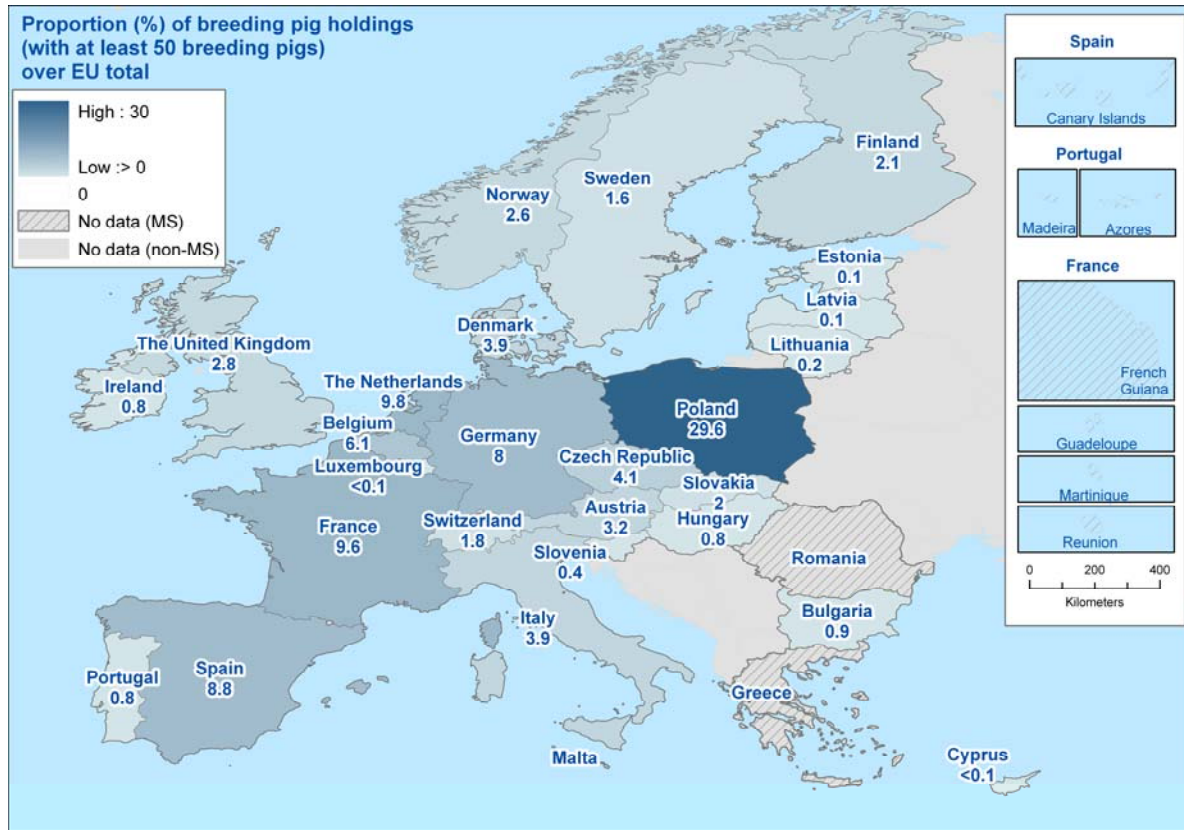 Proportion (%) of breeding pig holdings
(with at least 50 breeding pigs)
over EU total
High : 30
Low :> 0
0
No data (MS)
No data (non-MS)
Finland
2.1
Sweden
1.6
Norway
2.6
Estonia
0.1
Latvia
0.1
Lithuania
0.2
Denmark
3.9
The United Kingdom
2.8
Ireland
0.8
The Netherlands
9.8
Belgium
6.1
Luxembourg
<0.1
Germany
8
Poland
29.6
Czech Republic
4.1
Slovakia
2
Austria
3.2
Hungary
0.8
Switzerland
1.8
France
9.6
Slovenia
0.4
Romania
Bulgaria
0.9
Italy
3.9
Spain
8.8
Portugal
0.8
Greece
Malta
Cyprus
<0.1
Spain
Canary Islands
Portugal
Madeira
Azores
France
French
Guiana
Guadeloupe
Martinique
Reunion
0 200 400
Kilometers